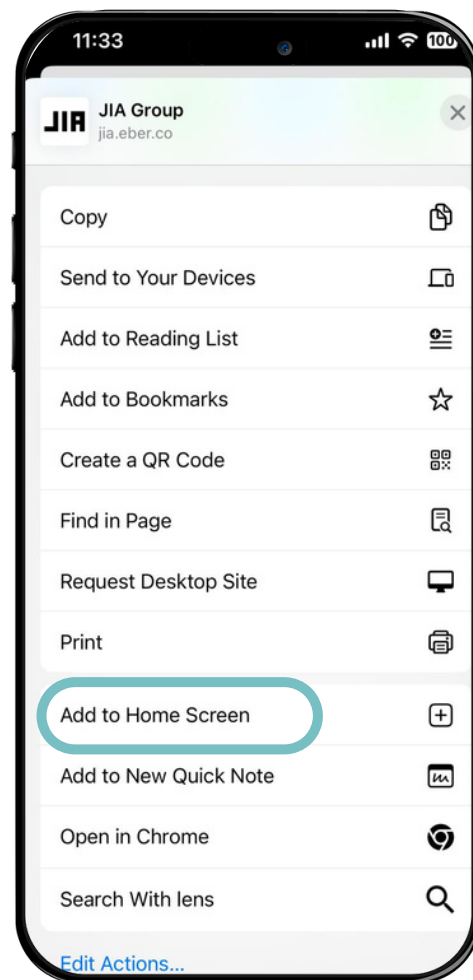 11:33
100
JIA
JIA Group
jia.eber.co
Copy
Send to Your Devices
Add to Reading List
Add to Bookmarks
Create a QR Code
Find in Page
Request Desktop Site
Print
Add to Home Screen
Add to New Quick Note
Open in Chrome
Search With lens
Edit Actions...